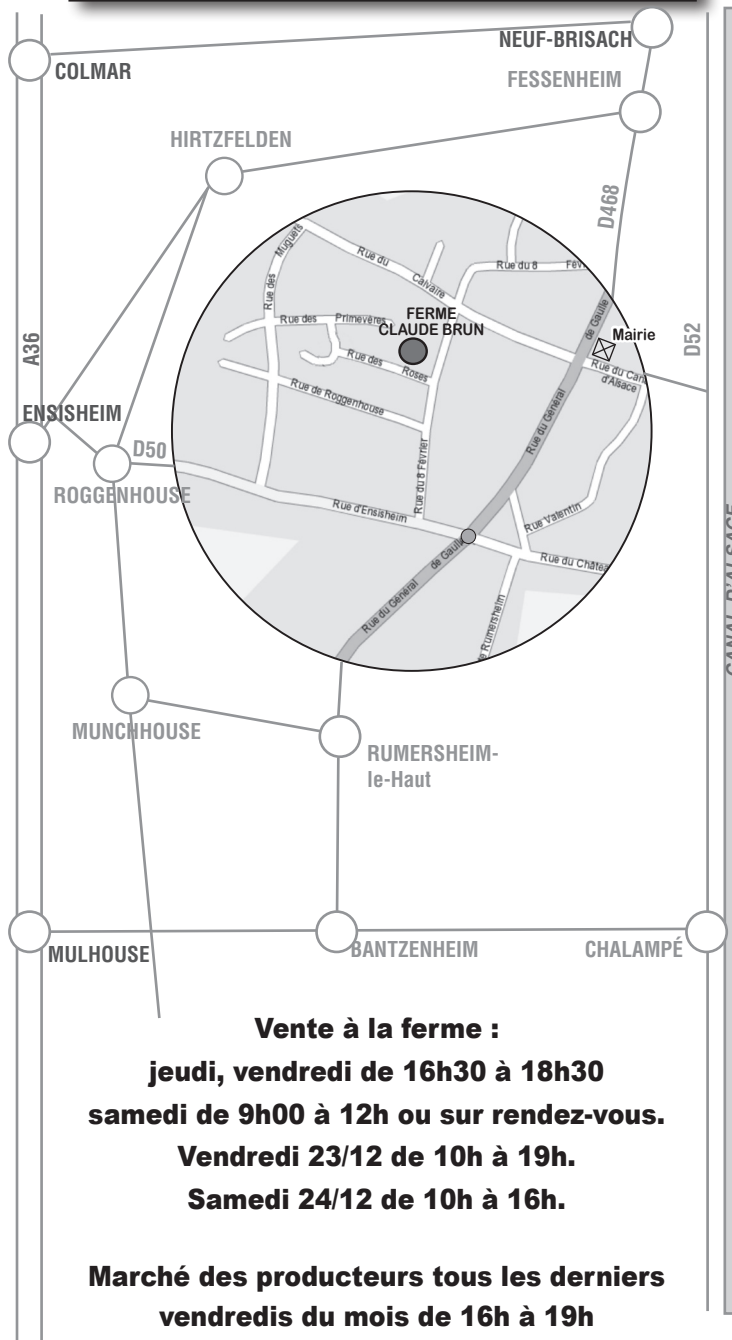 NEUF-BRISACH
COLMAR
FESSENHEIM
HIRTZFELDEN
D468
Rue des Muguets
Rue du Calvaire
Rue du 8
de Gaulle
FERME
CLAUDE BRUN
Mairie
D52
A36
Rue des Primevères
Rue des Roses
Rue du Can
d'Alsace
Rue de Roggenhouse
ENSISHEIM
D50
ROGGENHOUSE
Rue du 8 Février
Rue du Général
Rue d'Ensisheim
Rue Valentin
Rue du Châtea
Rue du Général de Gaulle
e Rumersheim
CANAL D'ALSACE
MUNCHHOUSE
RUMERSHEIM-
le-Haut
MULHOUSE
BANTZENHEIM
CHALAMPÉ
Vente à la ferme :
jeudi, vendredi de 16h30 à 18h30
samedi de 9h00 à 12h ou sur rendez-vous.
Vendredi 23/12 de 10h à 19h.
Samedi 24/12 de 10h à 16h.
Marché des producteurs tous les derniers
vendredis du mois de 16h à 19h